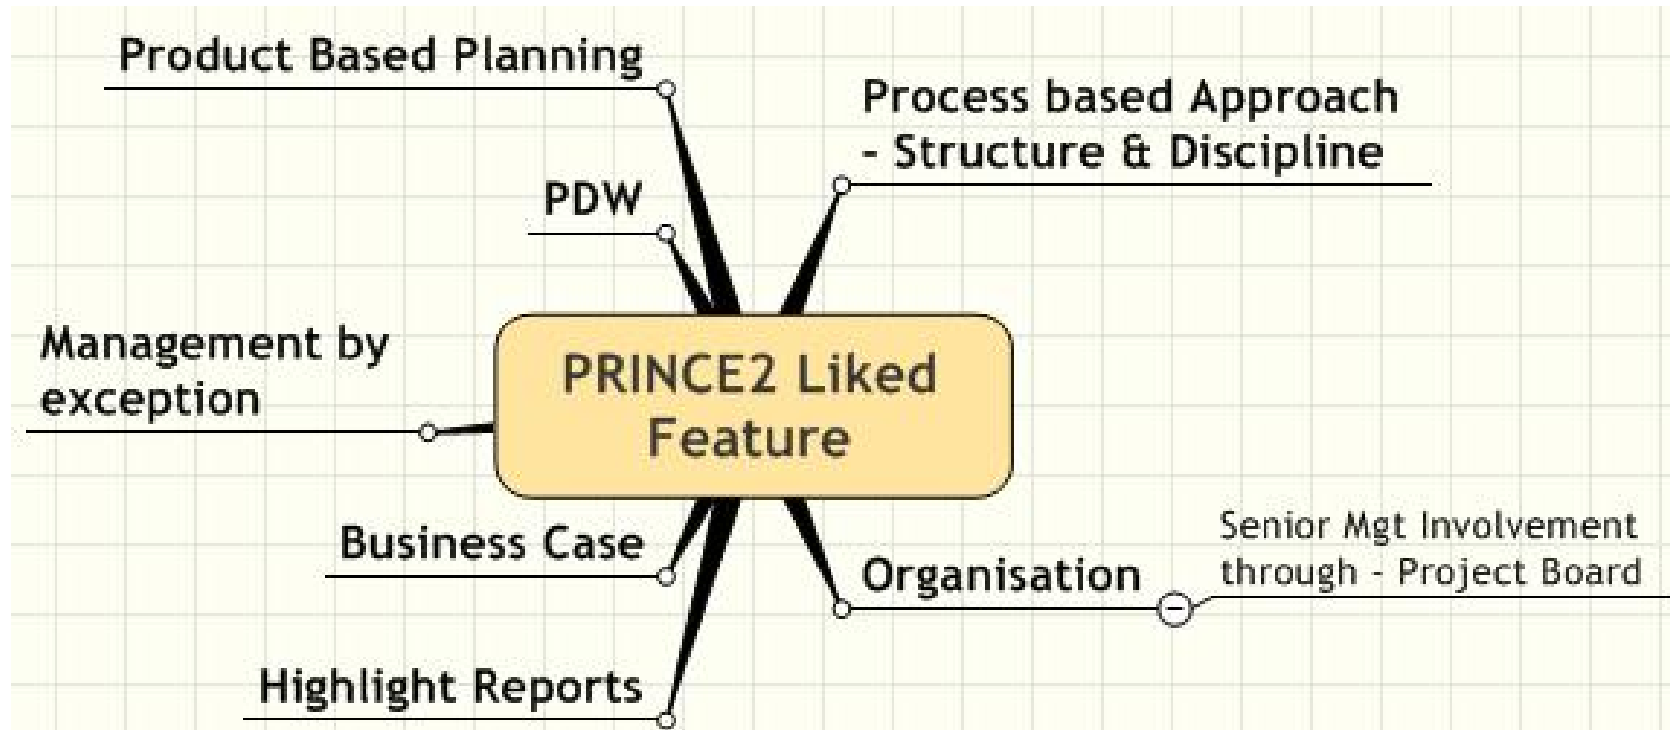 Product Based Planning
PDW
Management by
exception
Business Case
Highlight Reports
PRINCE2 Liked
Feature
Process based Approach
- Structure & Discipline
Organisation
Senior Mgt Involvement
through - Project Board